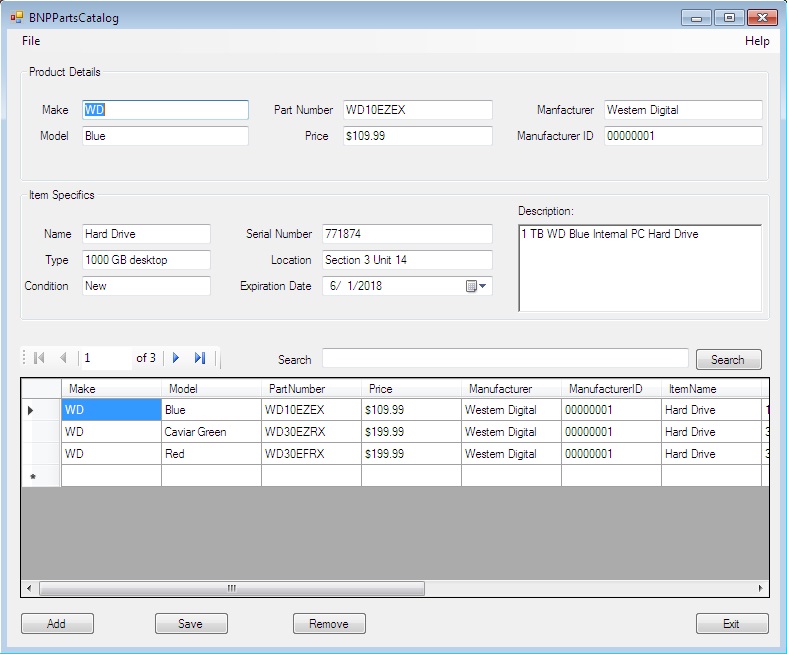 BNPPartsCatalog
File Help
Product Details
Make WD Part Number WD10EZEX Manfacturer Western Digital
Model Blue Price $109.99 Manufacturer ID 00000001
Item Specifics
Description:
Name Hard Drive Serial Number 771874 1 TB WD Blue Internal PC Hard Drive
Type 1000 GB desktop Location Section 3 Unit 14
Condition New Expiration Date 6/ 1/2018
1 of 3 Search Search
Make Model PartNumber Price Manufacturer ManufacturerID ItemName
WD Blue WD10EZEX $109.99 Western Digital 00000001 Hard Drive 1
WD Caviar Green WD30EZRX $199.99 Western Digital 00000001 Hard Drive 3
WD Red WD30EFRX $199.99 Western Digital 00000001 Hard Drive 3
Add Save Remove Exit